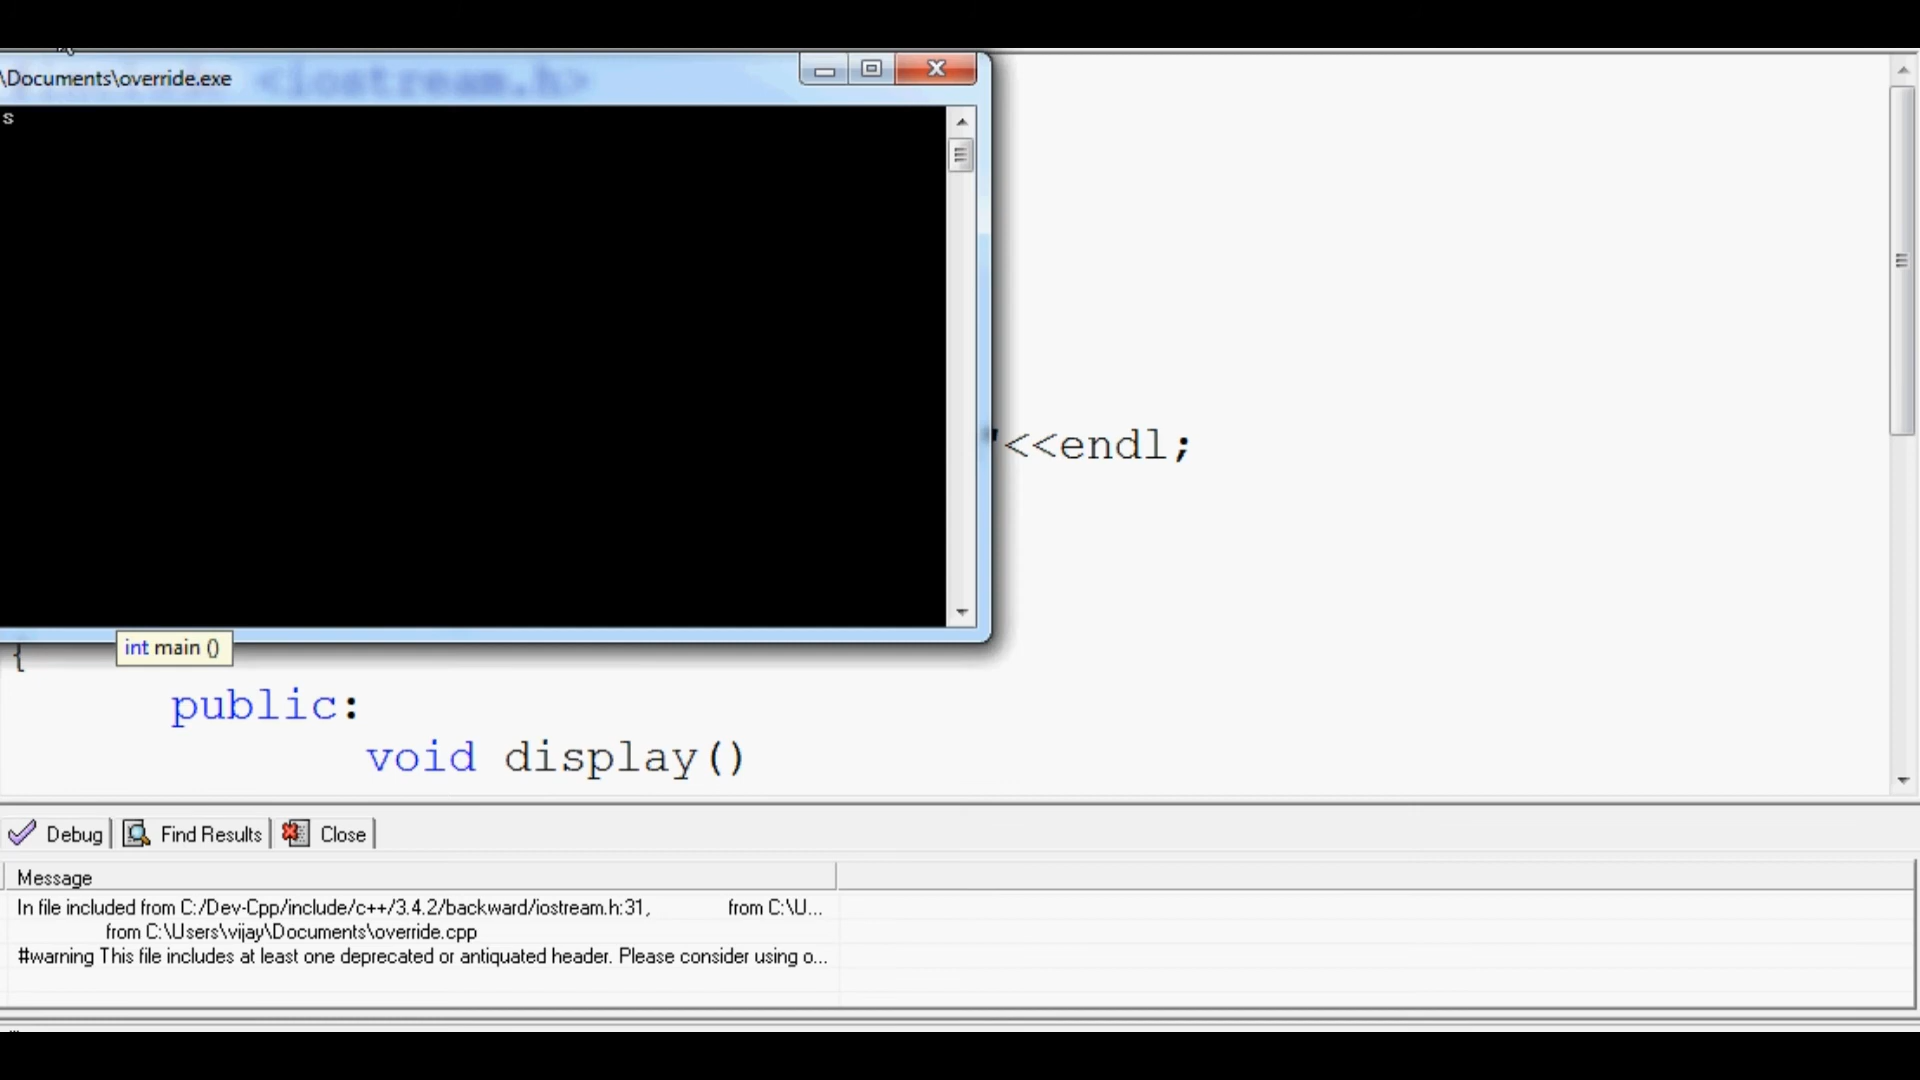 \Documents\override.exe
<iostream.h>
s
"<<endl;
{
int main ()
public:
void display()
Debug
Find Results
Close
Message
In file included from C:/Dev-Cpp/include/c++/3.4.2/backward/iostream.h:31, from C:\U...
from C:\Users\vijay\Documents\override.cpp
#warning This file includes at least one deprecated or antiquated header. Please consider using o...